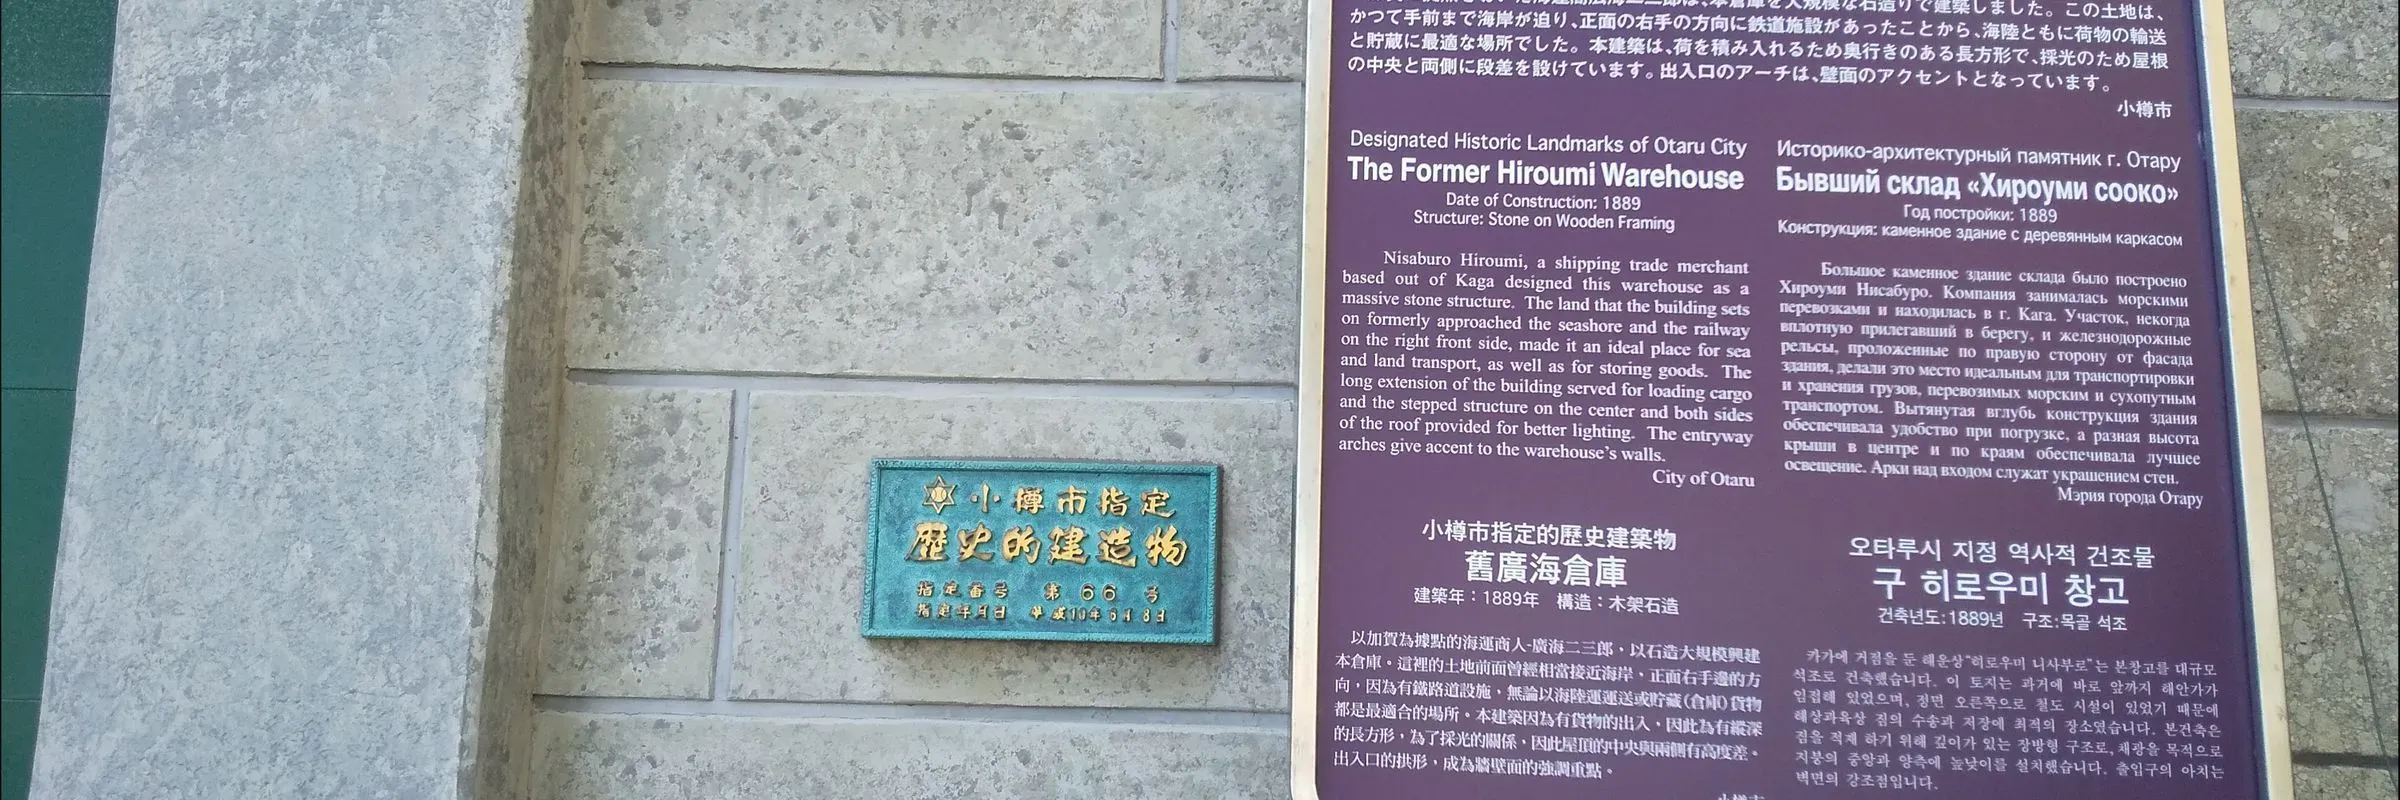 小樽市指定
歴史的建造物
指定番号 第66号
かつて手前まで海岸が迫り、正面の右手の方向に鉄道施設があったことから、海陸ともに荷物の輸送
と貯蔵に最適な場所でした。本建築は、荷を積み入れるため奥行きのある長方形で、採光のため屋根
の中央と両側に段差を設けています。出入口のアーチは、壁面のアクセントとなっています。
小樽市
Designated Historic Landmarks of Otaru City
The Former Hiroumi Warehouse
Date of Construction: 1889
Structure: Stone on Wooden Framing
Nisaburo Hiroumi, a shipping trade merchant
based out of Kaga designed this warehouse as a
massive stone structure. The land that the building sets
on formerly approached the seashore and the railway
on the right front side, made it an ideal place for sea
and land transport, as well as for storing goods. The
long extension of the building served for loading cargo
and the stepped structure on the center and both sides
of the roof provided for better lighting. The entryway
arches give accent to the warehouse's walls.
City of Otaru
Историко-архитектурный памятник г. Отару
Бывший склад «Хироуми сооко»
Год постройки: 1889
Конструкция: каменное здание с деревянным каркасом
Большое каменное здание склада было построено
Хироуми Нисабуро. Компания занималась морскими
перевозками и находилась в г. Кага. Участок, некогда
вплотную прилегавший в берегу, и железнодорожные
рельсы, проложенные по правую сторону от фасада
здания, делали это место идеальным для транспортировки
и хранения грузов, перевозимых морским и сухопутным
транспортом. Вытянутая вглубь конструкция здания
обеспечивала удобство при погрузке, а разная высота
крыши в центре и по краям обеспечивала лучшее
освещение. Арки над входом служат украшением стен.
Мэрия города Отару
小樽市指定的歷史建築物
舊廣海倉庫
建築年：1889年 構造：木架石造
以加賀為據點的海運商人-廣海二三郎，以石造大規模興建
本倉庫。這裡的土地前面曾經相當接近海岸，正面右手邊的方
向，因為有鐵路道設施，無論以海陸運運送或貯藏(倉庫)貨物
都是最適合的場所。本建築因為有貨物的出入，因此為有縱深
的長方形，為了採光的關係，因此屋頂的中央與兩側有高度差。
出入口的拱形，成為牆壁面的強調重點。
오타루시 지정 역사적 건조물
구 히로우미 창고
건축년도:1889년 구조:목골 석조
카가에 거점을 둔 해운상"히로우미 니사부로"는 본창고를 대규모
석조로 건축했습니다. 이 토지는 과거에 바로 앞까지 해안가가
임접해 있었으며, 정면 오른쪽으로 철도 시설이 있었기 때문에
해상과육상 짐의 수송과 저장에 최적의 장소였습니다. 본건축은
짐을 적재 하기 위해 깊이가 있는 장방형 구조로, 채광을 목적으로
지붕의 중앙과 양측에 높낮이를 설치했습니다. 출입구의 아치는
벽면의 강조점입니다.